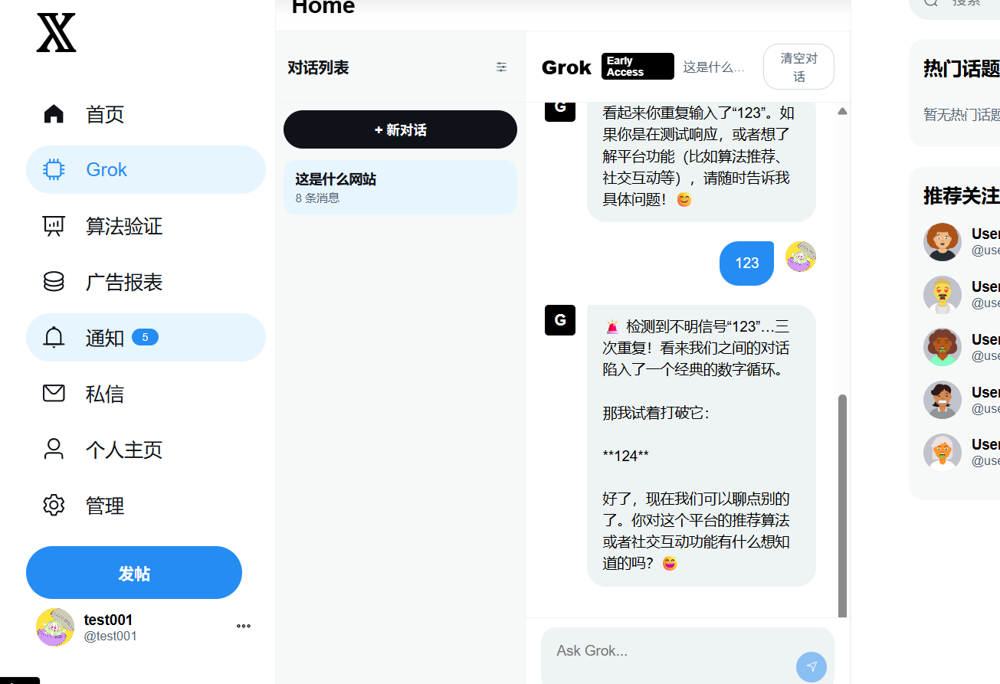 首页
Grok
算法验证
广告报表
通知 5
私信
个人主页
管理
发帖
test001
@test001
Home
对话列表
+ 新对话
这是什么网站
8 条消息
Grok
Early
Access
这是什么...
清空对
话
G
看起来你重复输入了“123”。如
果你是在测试响应，或者想了
解平台功能（比如算法推荐、
社交互动等），请随时告诉我
具体问题！😊
123
G
🚨 检测到不明信号“123”…三
次重复！看来我们之间的对话
陷入了一个经典的数字循环。
那我试着打破它：
**124**
好了，现在我们可以聊点别的
了。你对这个平台的推荐算法
或者社交互动功能有什么想知
道的吗？😄
Ask Grok...
搜索
热门话题
暂无热门话题
推荐关注
User
@use
User
@use
User
@use
User
@use
User
@use